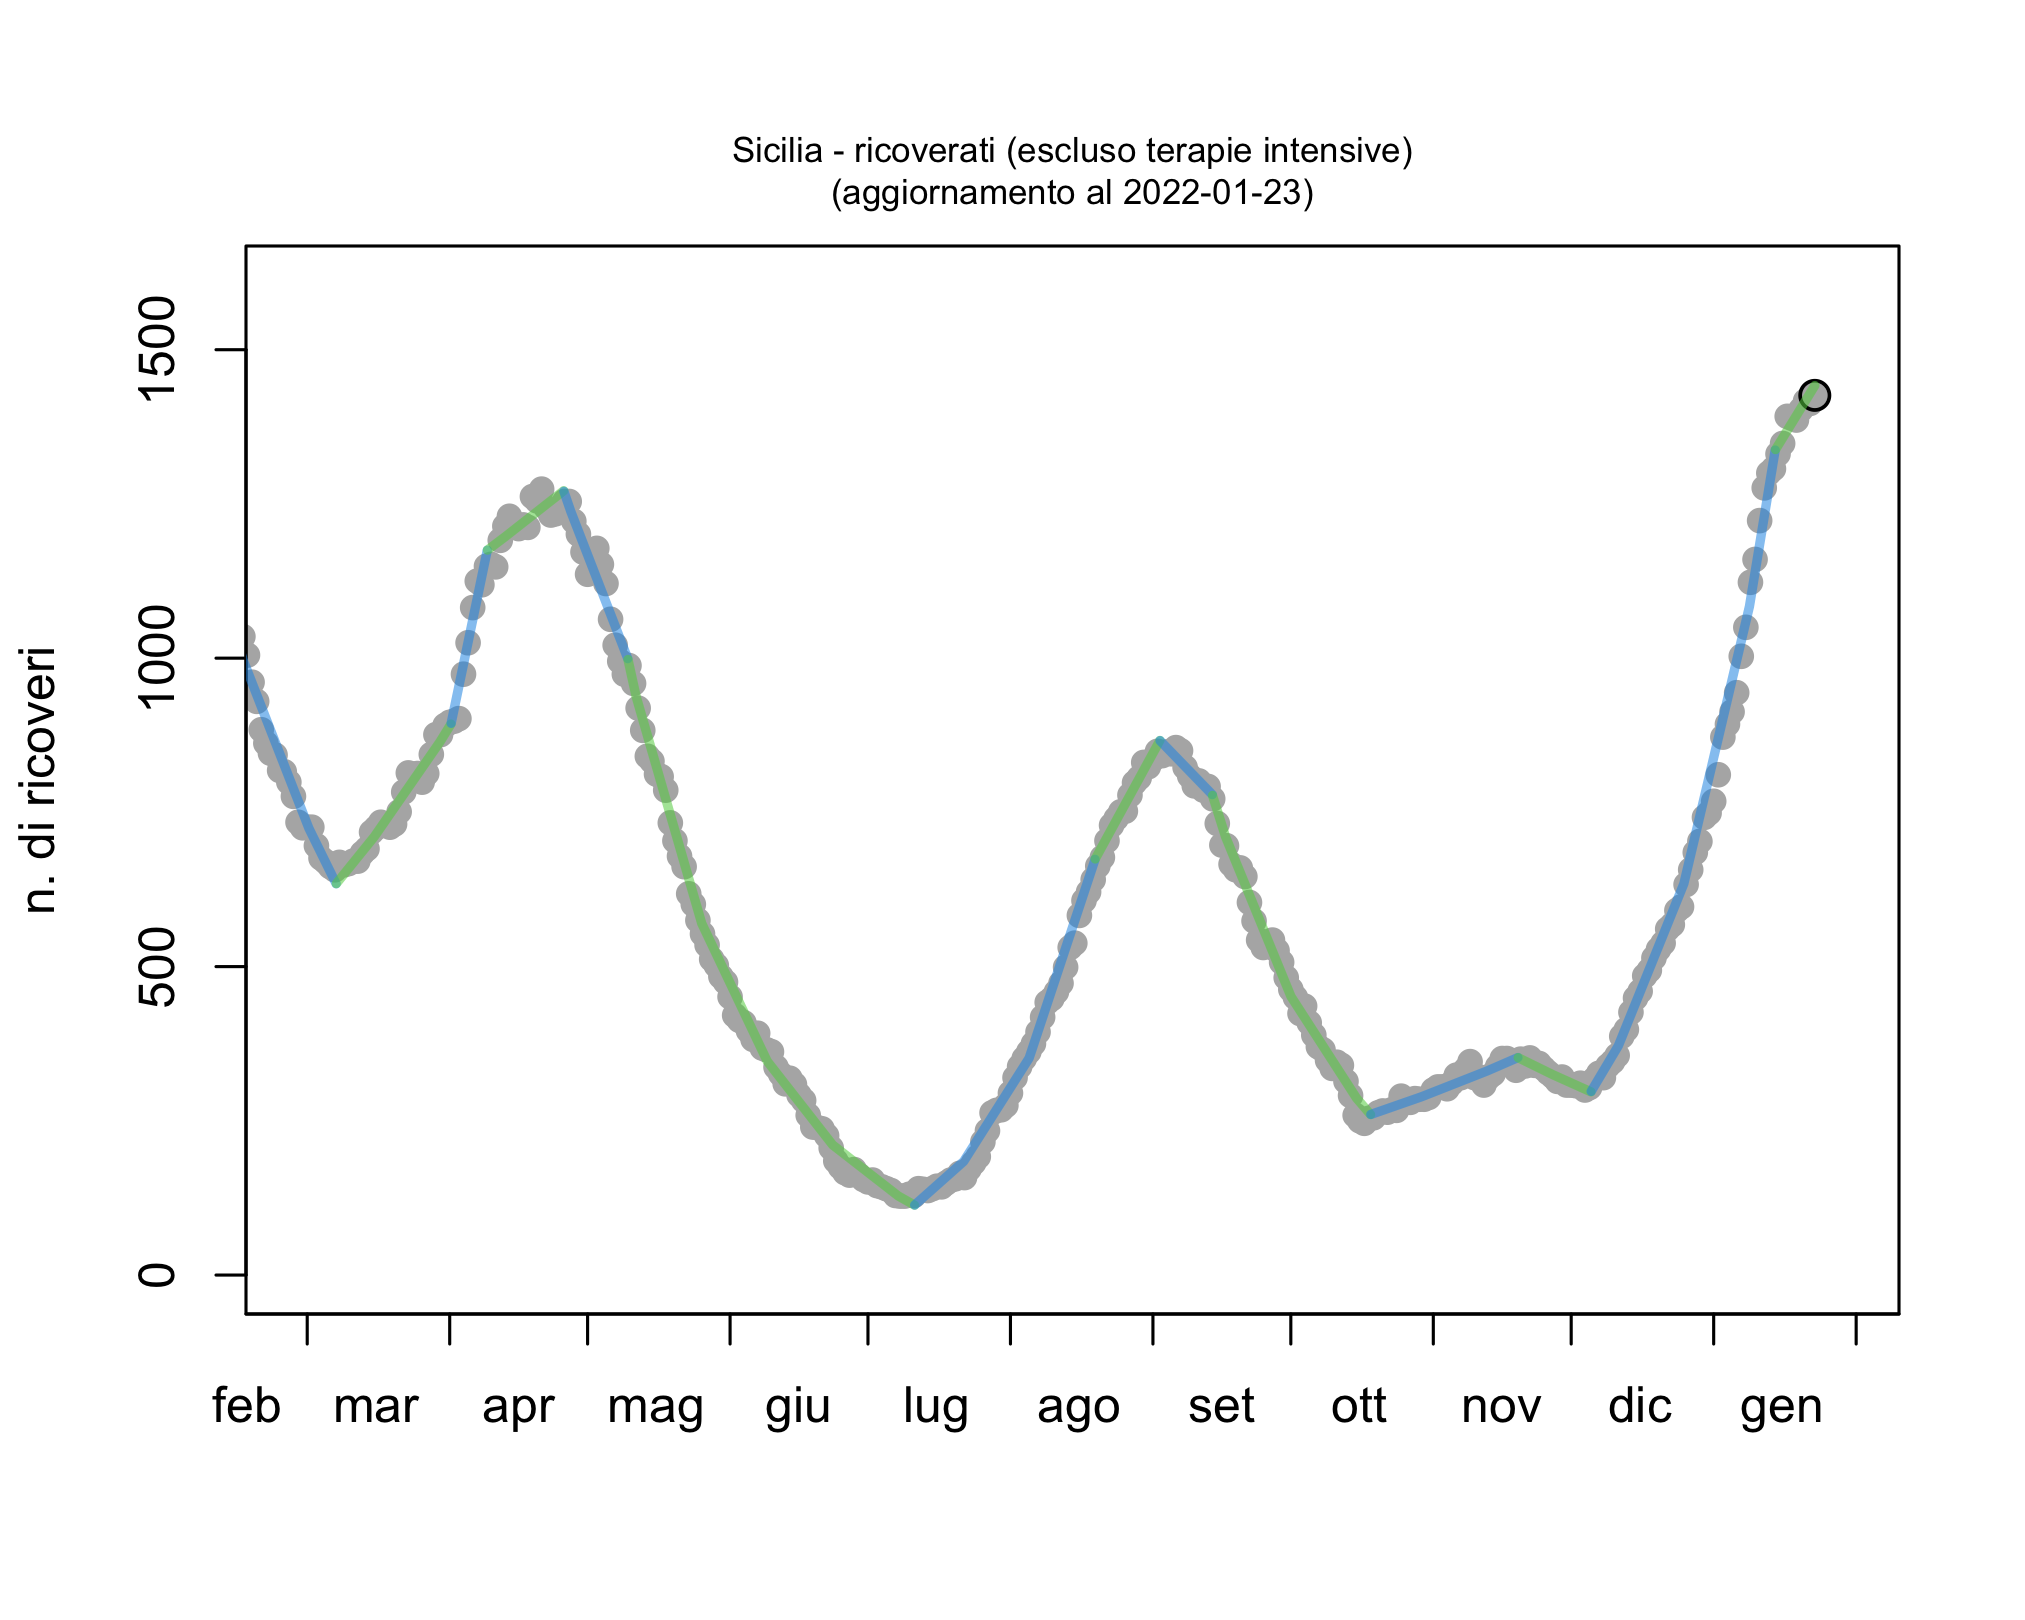 Sicilia - ricoverati (escluso terapie intensive)
(aggiornamento al 2022-01-23)
n. di ricoveri
1500
1000
500
0
feb mar apr mag giu lug ago set ott nov dic gen